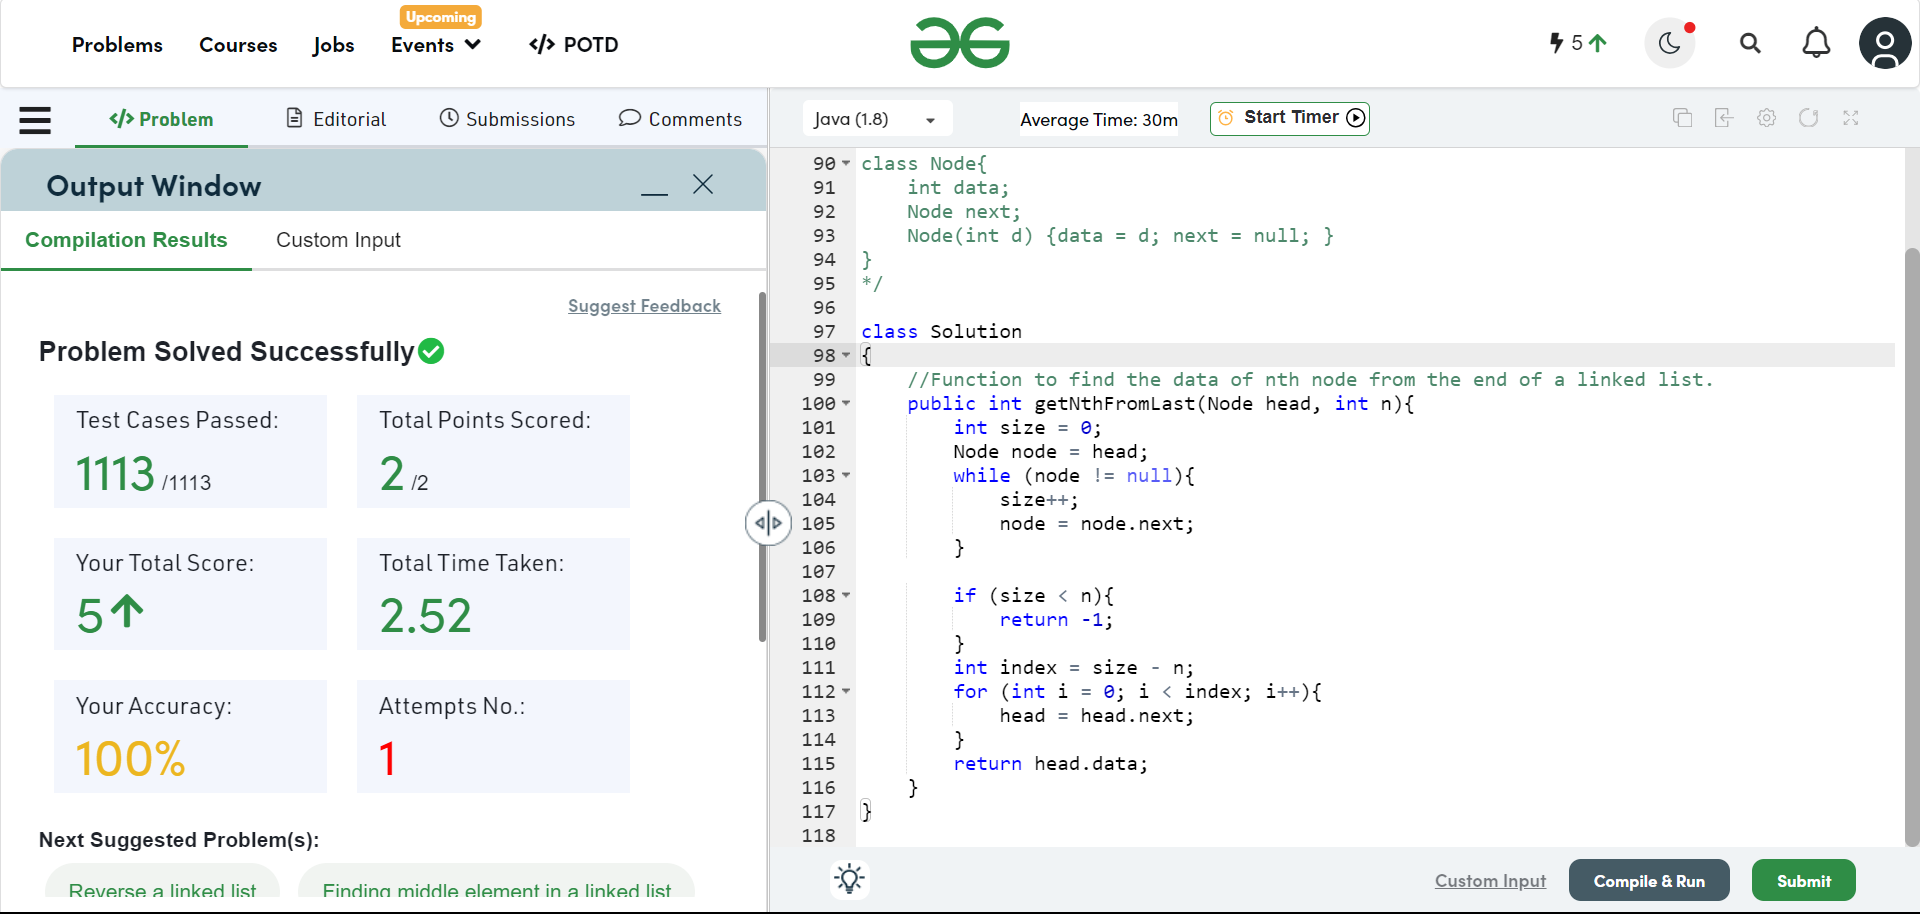 Upcoming
Problems Courses Jobs Events </> POTD
5
</> Problem Editorial Submissions Comments
Output Window
Compilation Results Custom Input
Suggest Feedback
Problem Solved Successfully
Test Cases Passed: Total Points Scored:
1113 /1113 2 /2
Your Total Score: Total Time Taken:
5 2.52
Your Accuracy: Attempts No.:
100% 1
Next Suggested Problem(s):
Reverse a linked list Finding middle element in a linked list
Java (1.8) Average Time: 30m Start Timer
90 class Node{
91     int data;
92     Node next;
93     Node(int d) {data = d; next = null; }
94 }
95 */
96
97 class Solution
98 {
99     //Function to find the data of nth node from the end of a linked list.
100     public int getNthFromLast(Node head, int n){
101         int size = 0;
102         Node node = head;
103         while (node != null){
104             size++;
105             node = node.next;
106         }
107
108         if (size < n){
109             return -1;
110         }
111         int index = size - n;
112         for (int i = 0; i < index; i++){
113             head = head.next;
114         }
115         return head.data;
116     }
117 }
118
Custom Input Compile & Run Submit